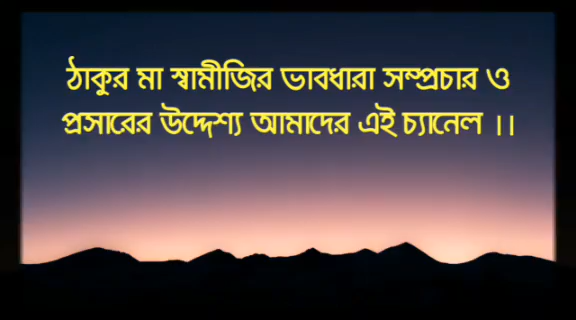 ঠাকুর মা স্বামীজির ভাবধারা সম্প্রচার ও
প্রসারের উদ্দেশ্য আমাদের এই চ্যানেল ।।